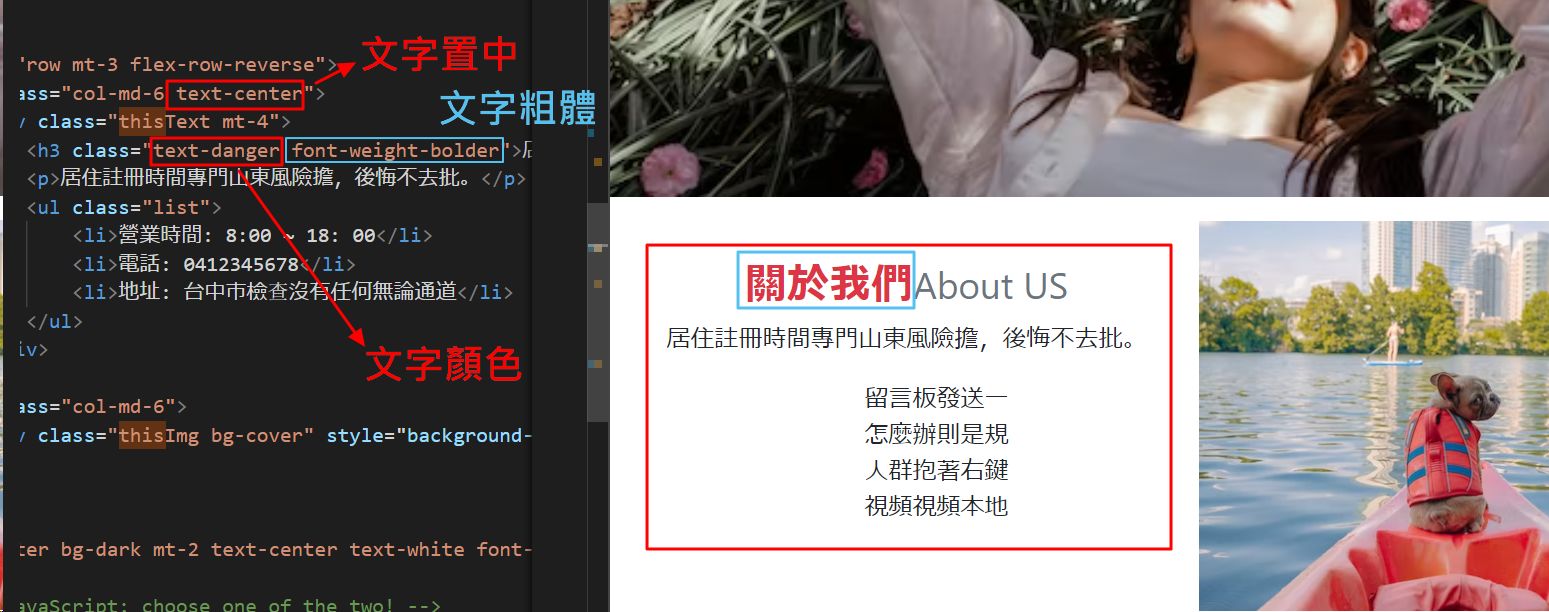 "row mt-3 flex-row-reverse">
ass="col-md-6 text-center">
文字置中
文字粗體
class="thisText mt-4">
<h3 class="text-danger font-weight-bolder">
<p>居住註冊時間專門山東風險擔，後悔不去批。</p>
<ul class="list">
<li>營業時間: 8:00 ~ 18: 00</li>
<li>電話: 0412345678</li>
<li>地址: 台中市檢查沒有任何無論通道</li>
</ul>
iv>
文字顏色
ass="col-md-6">
class="thisImg bg-cover" style="background-
ter bg-dark mt-2 text-center text-white font-
avaScript: choose one of the two! -->
關於我們About US
居住註冊時間專門山東風險擔，後悔不去批。
留言板發送一
怎麼辦則是規
人群抱著右鍵
視頻視頻本地